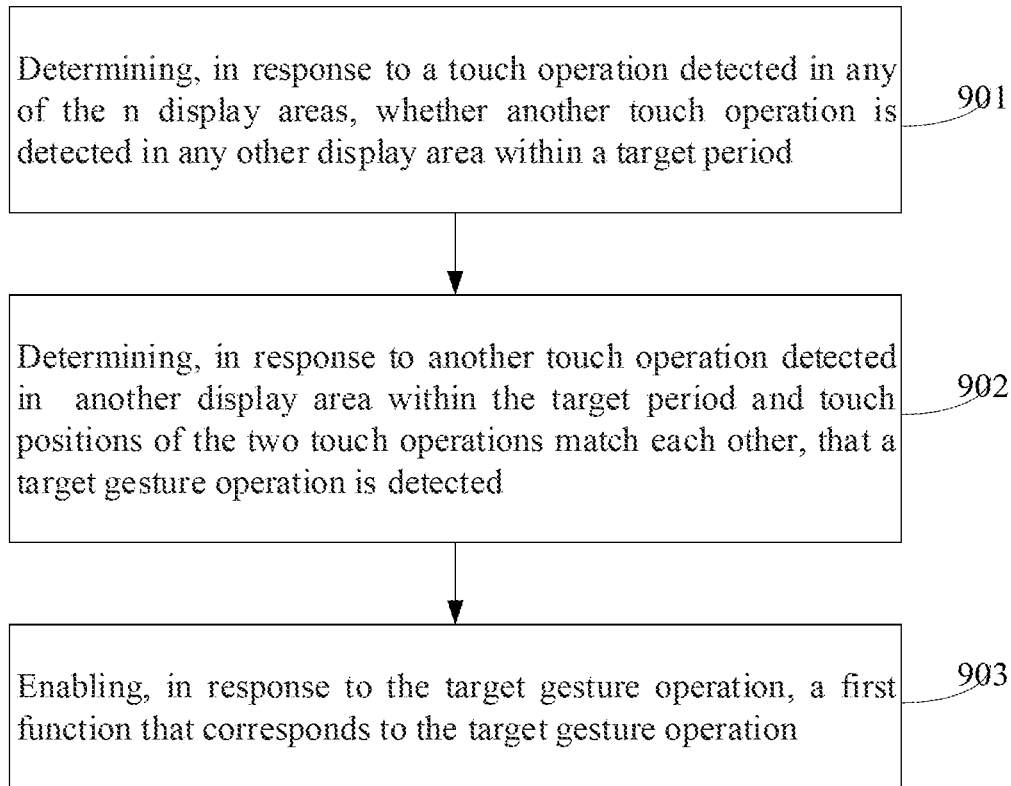 Determining, in response to a touch operation detected in any
of the n display areas, whether another touch operation is
detected in any other display area within a target period
901
Determining, in response to another touch operation detected
in another display area within the target period and touch
positions of the two touch operations match each other, that a
target gesture operation is detected
902
Enabling, in response to the target gesture operation, a first
function that corresponds to the target gesture operation
903